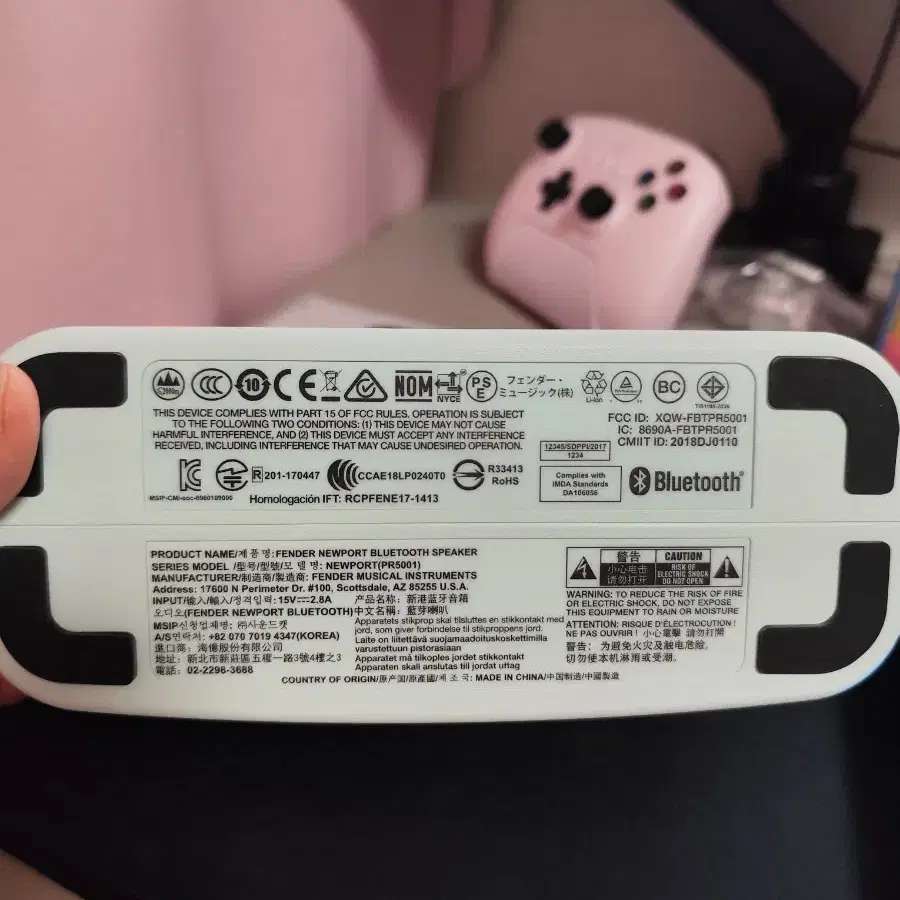 ≤2000m
CCC
10
CE
NOM
NYCE
PSE
フェンダー・
ミュージック(株)
Li-ion
BC
THIS DEVICE COMPLIES WITH PART 15 OF FCC RULES. OPERATION IS SUBJECT
TO THE FOLLOWING TWO CONDITIONS: (1) THIS DEVICE MAY NOT CAUSE
HARMFUL INTERFERENCE, AND (2) THIS DEVICE MUST ACCEPT ANY INTERFERENCE
RECEIVED, INCLUDING INTERFERENCE THAT MAY CAUSE UNDESIRED OPERATION.
FCC ID: XQW-FBTPR5001
IC: 8690A-FBTPR5001
CMIIT ID: 2018DJ0110
12345/SDPPI/2017
1234
R 201-170447
CCAE18LP0240T0
R33413
RoHS
Complies with
IMDA Standards
DA106856
Bluetooth®
Homologación IFT: RCPFENE17-1413
PRODUCT NAME/제품명:FENDER NEWPORT BLUETOOTH SPEAKER
SERIES MODEL /型号/型號/모델명: NEWPORT(PR5001)
MANUFACTURER/制造商/製造商: FENDER MUSICAL INSTRUMENTS
Address: 17600 N Perimeter Dr. #100, Scottsdale, AZ 85255 U.S.A.
INPUT/输入/輸入/정격입력:15V⎓2.8A 产品名称：新港蓝牙音箱
오디오(FENDER NEWPORT BLUETOOTH)中文名稱：藍芽喇叭
MSIP신청업체명: ㈜사운드캣
A/S연락처: +82 070 7019 4347(KOREA)
進口商：海億股份有限公司
地址：新北市新莊區五權一路3號4樓之3
電話：02-2298-3688
Apparatets stikprop skal tilsluttes en stikkontakt med
jord, som giver forbindelse til stikproppens jord.
Laite on liitettävä suojamaadoituskoskettimilla
varustettuun pistorasiaan
Apparatet må tilkoples jordet stikkontakt
Apparaten skall anslutas till jordat uttag
COUNTRY OF ORIGIN/原产国/原產國/제조국: MADE IN CHINA/中国制造/中國製造
警告
小心电击
请勿打开
CAUTION
RISK OF
ELECTRIC SHOCK
DO NOT OPEN
WARNING: TO REDUCE THE RISK OF FIRE
OR ELECTRIC SHOCK, DO NOT EXPOSE
THIS EQUIPMENT TO RAIN OR MOISTURE.
ATTENTION: RISQUE D'ELECTROCUTION !
NE PAS OUVRIR! 小心電擊 請勿打開
警告：为避免火灾及触电危险,
切勿使本机淋雨或受潮.